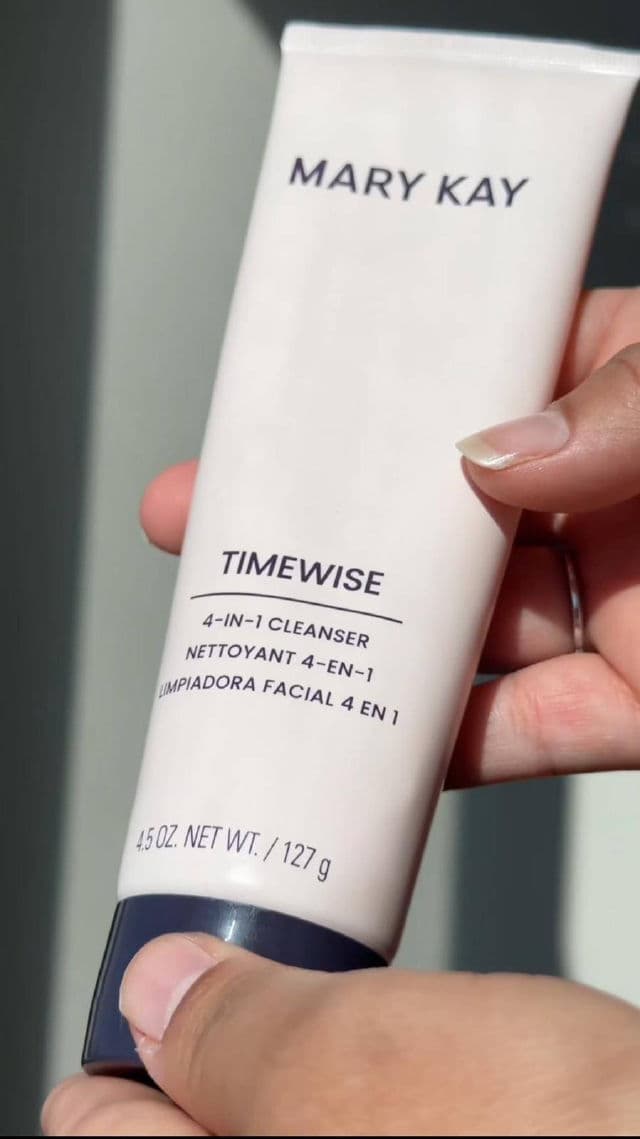 MARY KAY
TIMEWISE
4-IN-1 CLEANSER
NETTOYANT 4-EN-1
LIMPIADORA FACIAL 4 EN 1
4.5 OZ. NET WT. / 127 g